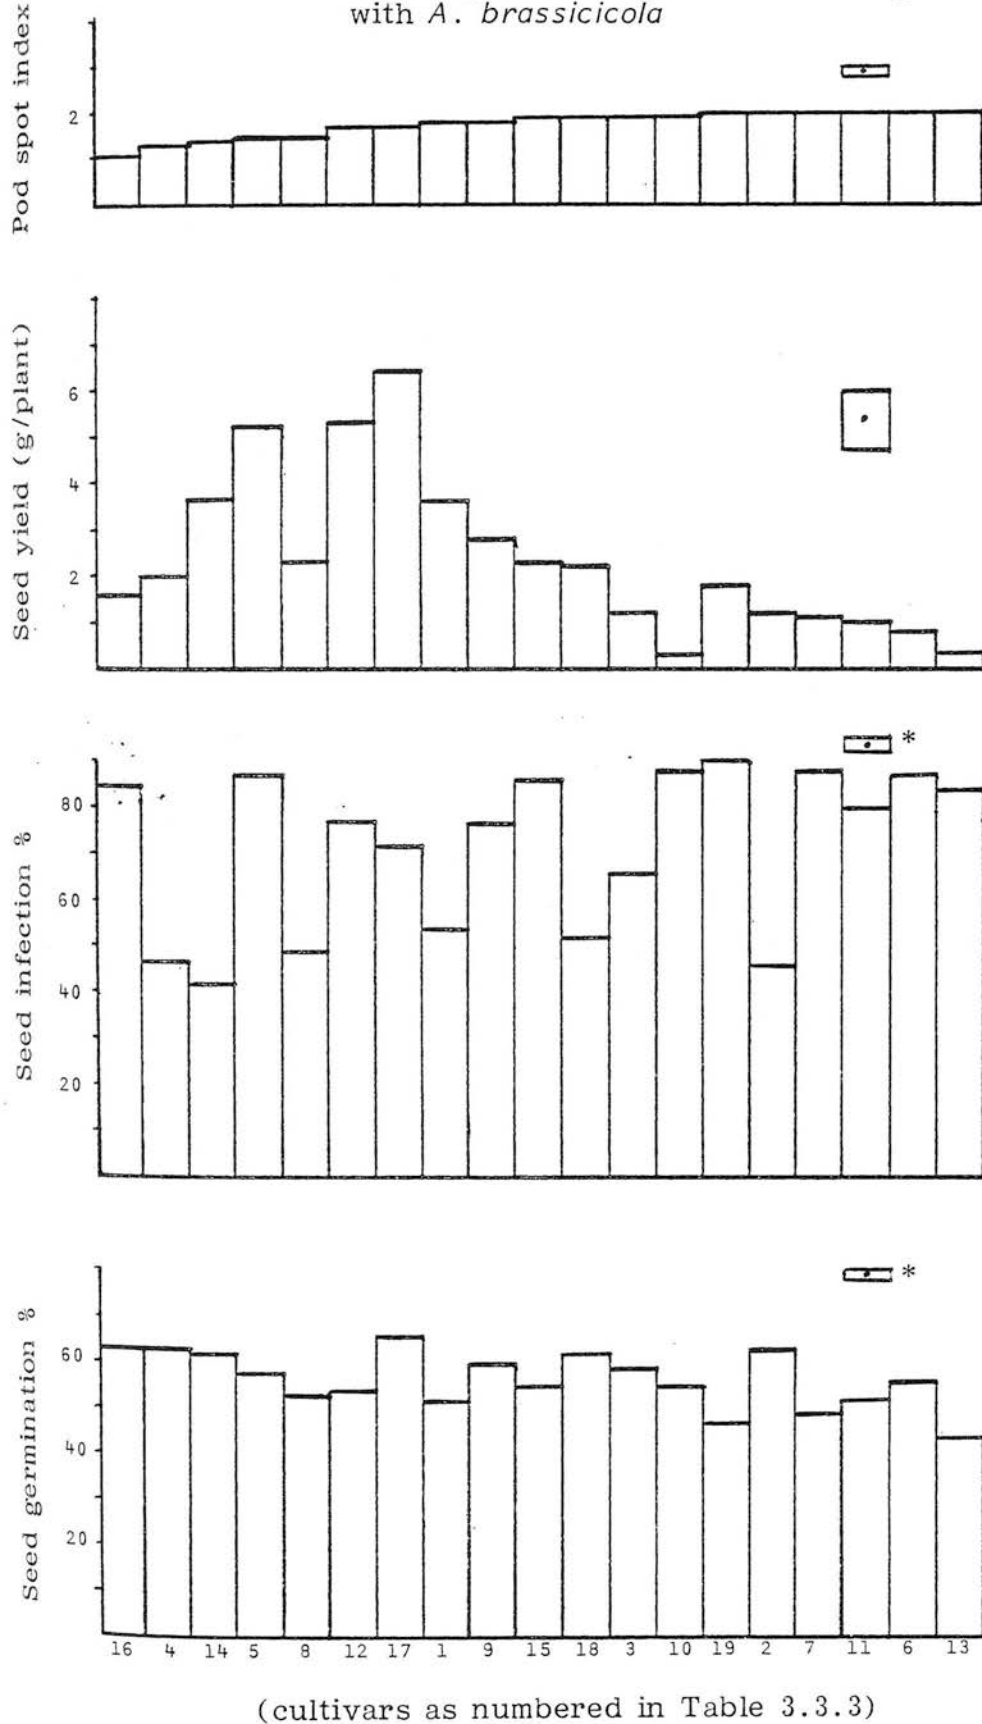 with A. brassicicola
Pod spot index
2
Seed yield (g/plant)
6
4
2
Seed infection %
80
60
40
20
*
Seed germination %
60
40
20
*
16 4 14 5 8 12 17 1 9 15 18 3 10 19 2 7 11 6 13
(cultivars as numbered in Table 3.3.3)